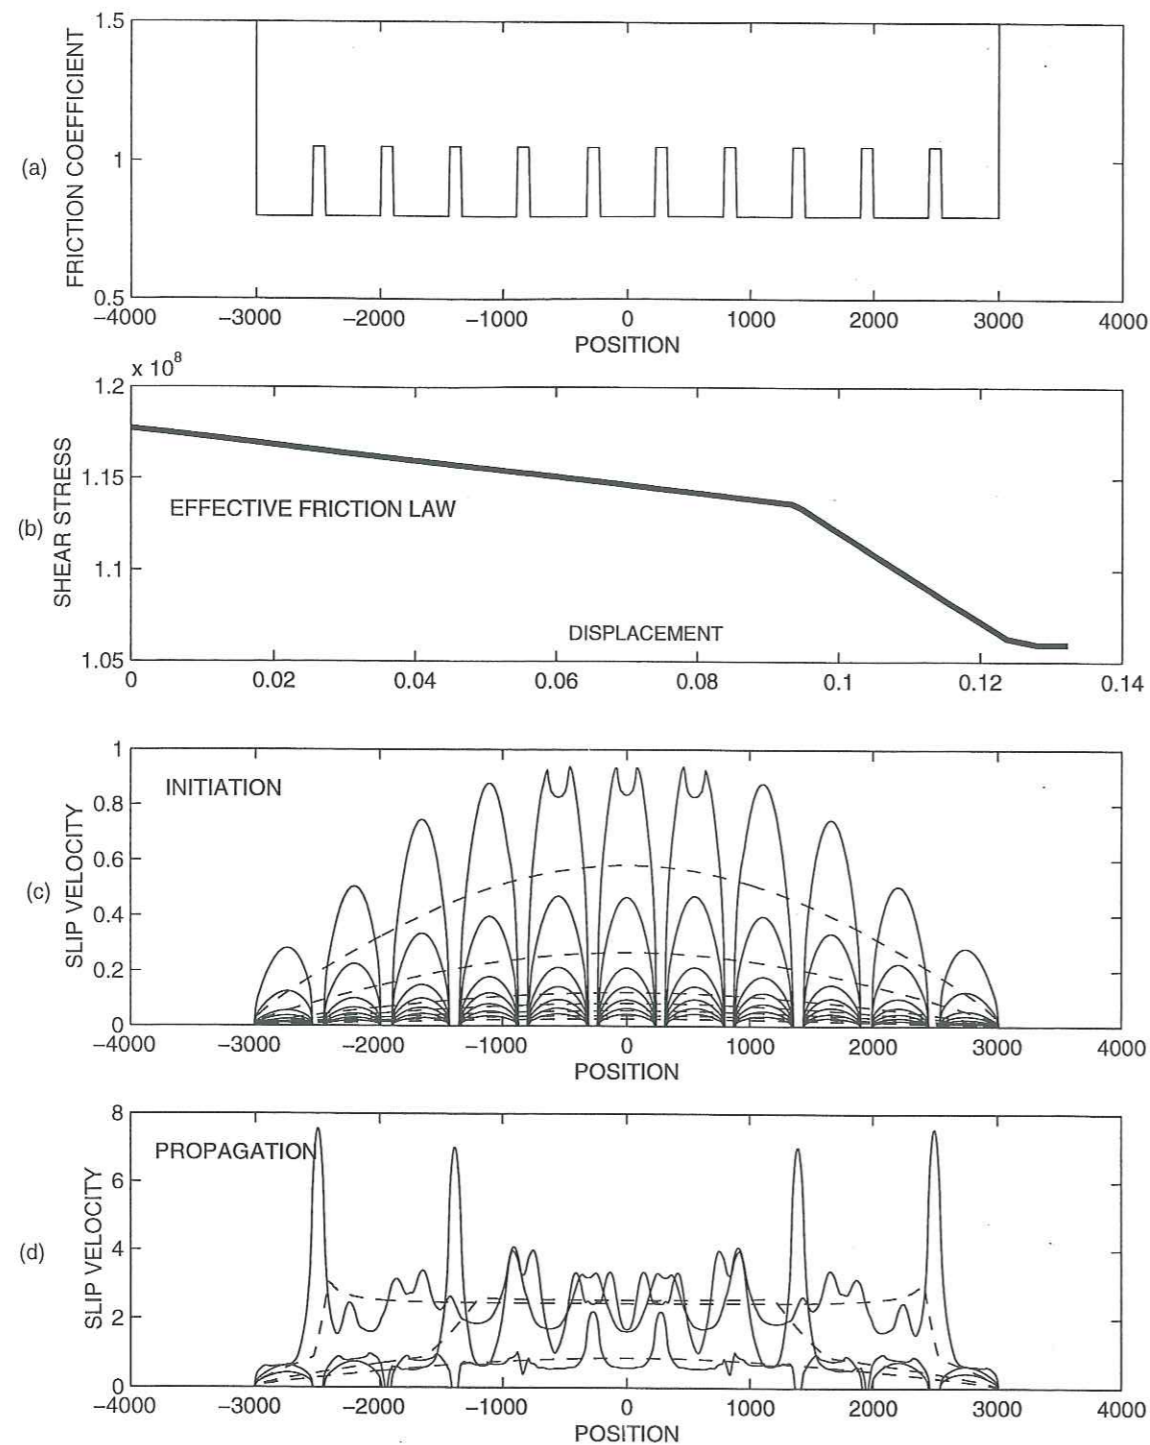 (a)
FRICTION COEFFICIENT
1.5
1
0.5
−4000 −3000 −2000 −1000 0 1000 2000 3000 4000
POSITION
x 10^8
(b)
SHEAR STRESS
1.2
1.15
1.1
1.05
EFFECTIVE FRICTION LAW
DISPLACEMENT
0 0.02 0.04 0.06 0.08 0.1 0.12 0.14
(c)
SLIP VELOCITY
1
0.8
0.6
0.4
0.2
0
INITIATION
−4000 −3000 −2000 −1000 0 1000 2000 3000 4000
POSITION
(d)
SLIP VELOCITY
8
6
4
2
0
PROPAGATION
−4000 −3000 −2000 −1000 0 1000 2000 3000 4000
POSITION